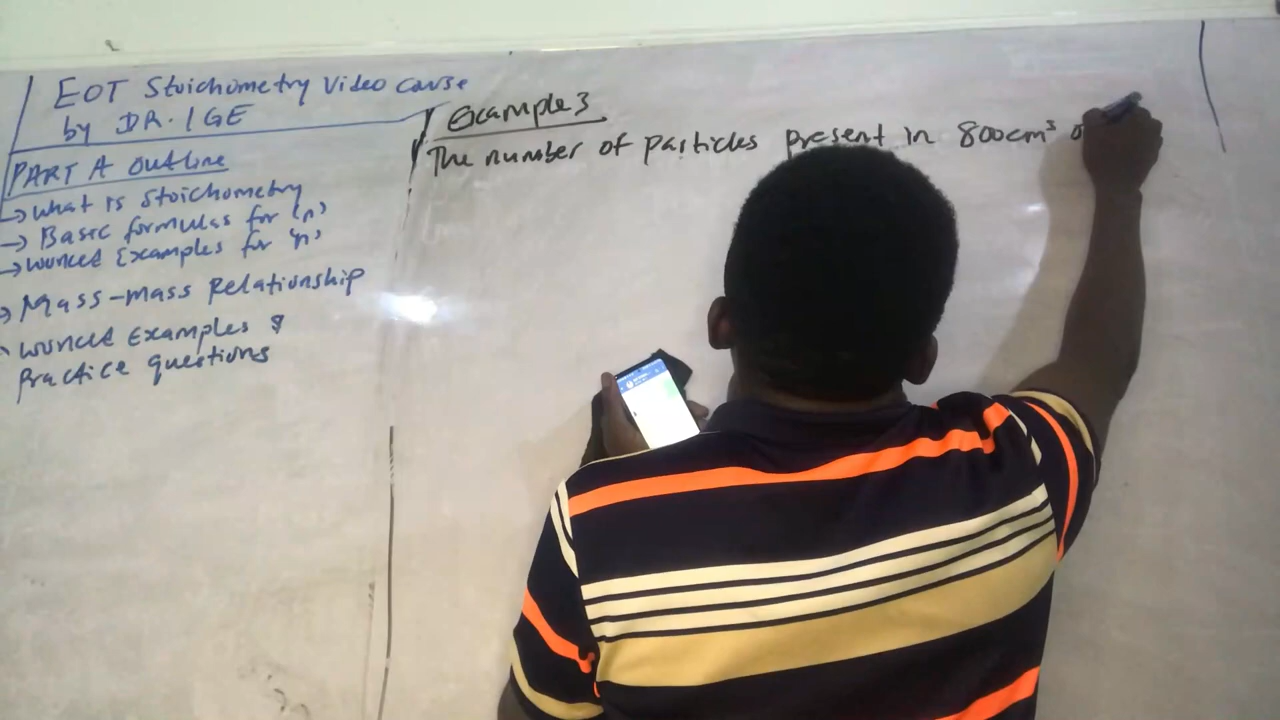 EOT Stoichometry Video Course
by DR. IGE
PART A outline
→ What is Stoichometry
→ Basic formulas for 'n'
→ worked Examples for 'n'
→ Mass-mass Relationship
worked Examples &
Practice questions
Example 3
The number of particles present in 800cm³ o